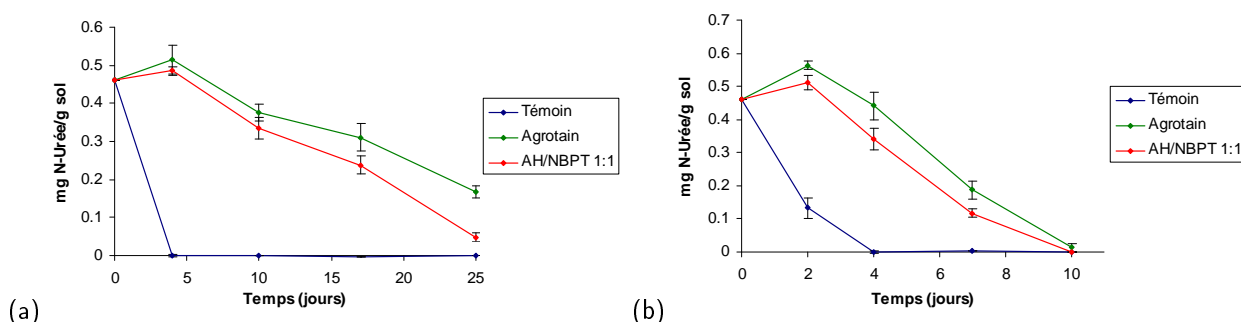 0.6
0.5
0.4
0.3
0.2
0.1
0
0 5 10 15 20 25
mg N-Urée/g sol
Temps (jours)
Témoin
Agrotain
AH/NBPT 1:1
(a)
0.7
0.6
0.5
0.4
0.3
0.2
0.1
0
0 2 4 6 8 10
mg N-Urée/g sol
Temps (jours)
Témoin
Agrotain
AH/NBPT 1:1
(b)